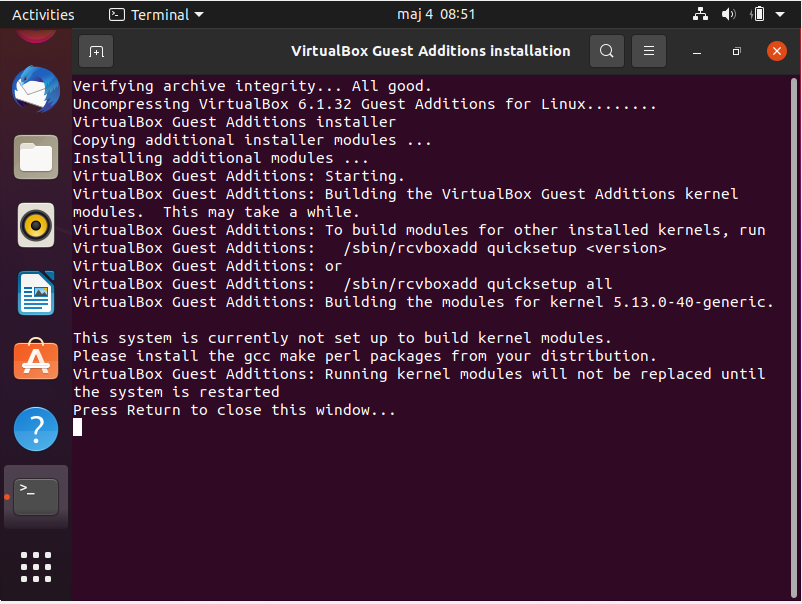 Activities Terminal maj 4 08:51
VirtualBox Guest Additions installation
Verifying archive integrity... All good.
Uncompressing VirtualBox 6.1.32 Guest Additions for Linux........
VirtualBox Guest Additions installer
Copying additional installer modules ...
Installing additional modules ...
VirtualBox Guest Additions: Starting.
VirtualBox Guest Additions: Building the VirtualBox Guest Additions kernel
modules.  This may take a while.
VirtualBox Guest Additions: To build modules for other installed kernels, run
VirtualBox Guest Additions:   /sbin/rcvboxadd quicksetup <version>
VirtualBox Guest Additions: or
VirtualBox Guest Additions:   /sbin/rcvboxadd quicksetup all
VirtualBox Guest Additions: Building the modules for kernel 5.13.0-40-generic.
This system is currently not set up to build kernel modules.
Please install the gcc make perl packages from your distribution.
VirtualBox Guest Additions: Running kernel modules will not be replaced until
the system is restarted
Press Return to close this window...